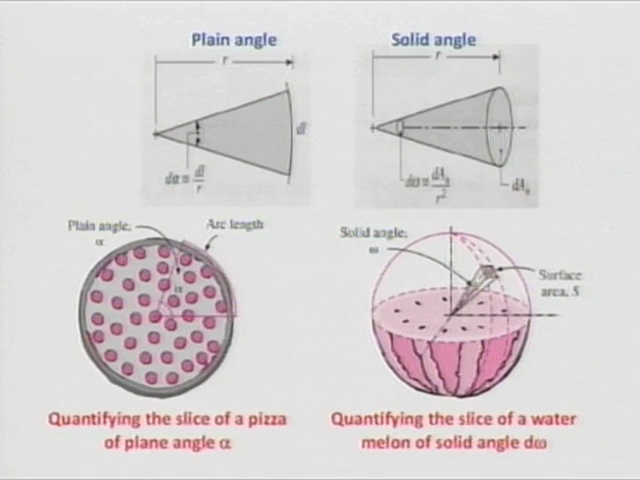 Plain angle
Solid angle
r
r
dl
dα ≡ dl/r
dω ≡ dAₙ/r²
dAₙ
Plain angle,
α
Arc length
α
Solid angle,
ω
Surface
area, S
Quantifying the slice of a pizza
of plane angle α
Quantifying the slice of a water
melon of solid angle dω